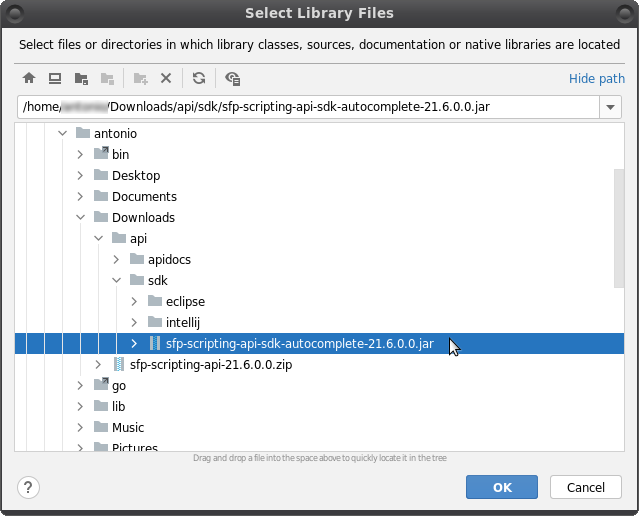 Select Library Files
Select files or directories in which library classes, sources, documentation or native libraries are located
Hide path
/home/ /Downloads/api/sdk/sfp-scripting-api-sdk-autocomplete-21.6.0.0.jar
antonio
bin
Desktop
Documents
Downloads
api
apidocs
sdk
eclipse
intellij
sfp-scripting-api-sdk-autocomplete-21.6.0.0.jar
sfp-scripting-api-21.6.0.0.zip
go
lib
Music
Pictures
Drag and drop a file into the space above to quickly locate it in the tree
?
OK
Cancel